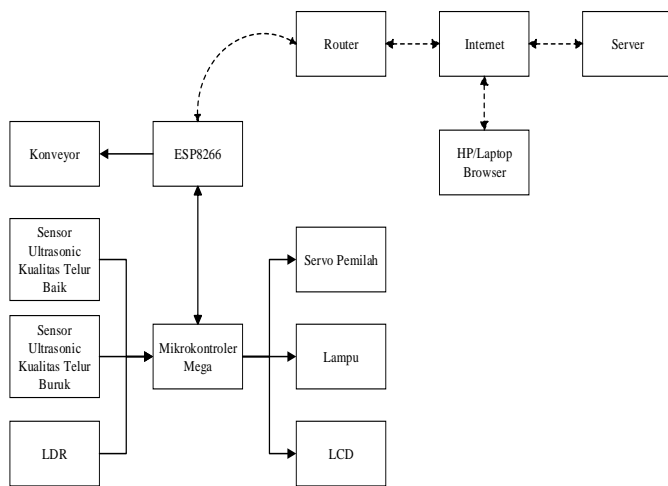 Router
Internet
Server
Konveyor
ESP8266
HP/Laptop
Browser
Sensor
Ultrasonic
Kualitas Telur
Baik
Servo Pemilah
Sensor
Ultrasonic
Kualitas Telur
Buruk
Mikrokontroler
Mega
Lampu
LDR
LCD